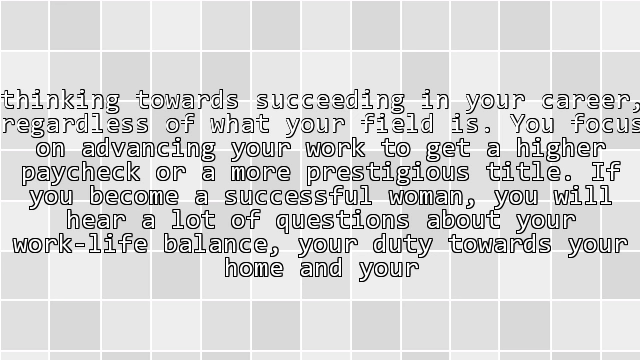 thinking towards succeeding in your career,
regardless of what your field is. You focus
on advancing your work to get a higher
paycheck or a more prestigious title. If
you become a successful woman, you will
hear a lot of questions about your
work-life balance, your duty towards your
home and your